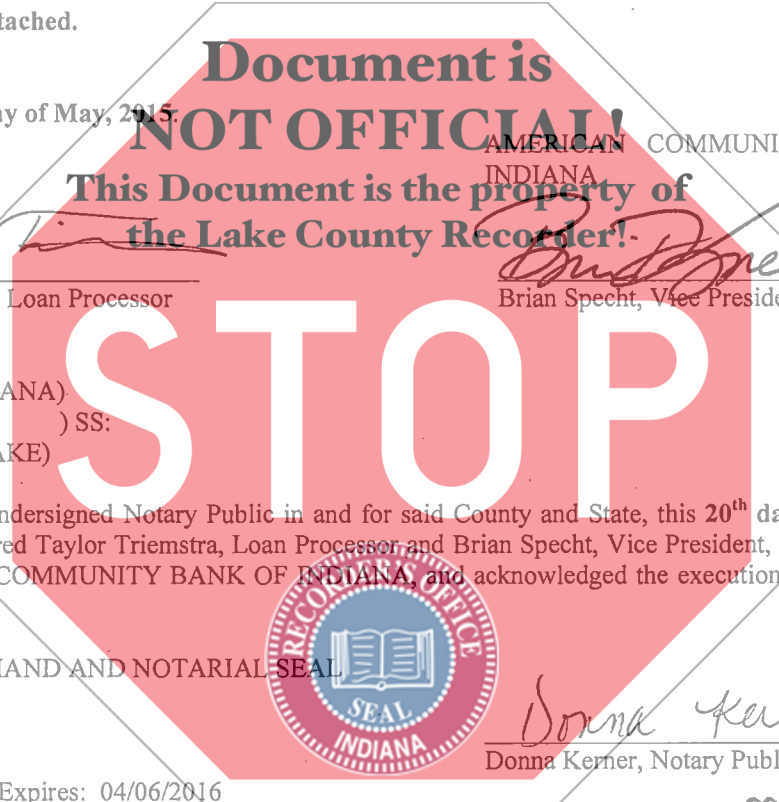 tached.
Document is
ay of May, 2015.
NOT OFFICIAL!
AMERICAN COMMUNI
INDIANA
This Document is the property of
the Lake County Recorder!
Loan Processor
Brian Specht, Vice Preside
STOP
ANA)
) SS:
AKE)
ndersigned Notary Public in and for said County and State, this 20th da
red Taylor Triemstra, Loan Processor and Brian Specht, Vice President,
COMMUNITY BANK OF INDIANA, and acknowledged the execution
RECORDER'S OFFICE
HAND AND NOTARIAL SEAL
SEAL
INDIANA
Donna Ker
Donna Kerner, Notary Publ
Expires: 04/06/2016